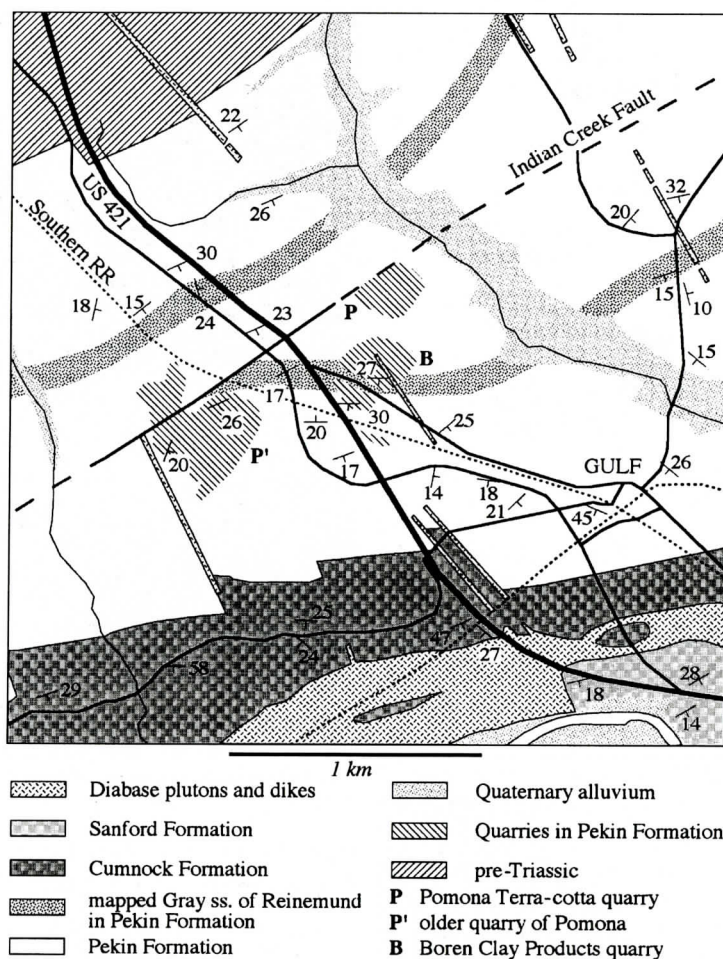 22
Indian Creek Fault
32
20
US 421
26
Southern RR
30
15
10
18
15
24
23
P
15
27
B
17
26
30
25
20
20
P'
17
14
18
GULF
26
21
45
25
24
47
27
58
29
18
28
14
1 km
Diabase plutons and dikes
Sanford Formation
Cumnock Formation
mapped Gray ss. of Reinemund
in Pekin Formation
Pekin Formation
Quaternary alluvium
Quarries in Pekin Formation
pre-Triassic
P Pomona Terra-cotta quarry
P' older quarry of Pomona
B Boren Clay Products quarry